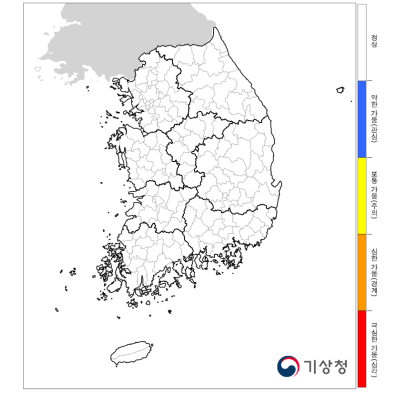 정상
약한 가뭄(관심)
보통 가뭄(주의)
심한 가뭄(경계)
극심한 가뭄(심각)
기상청